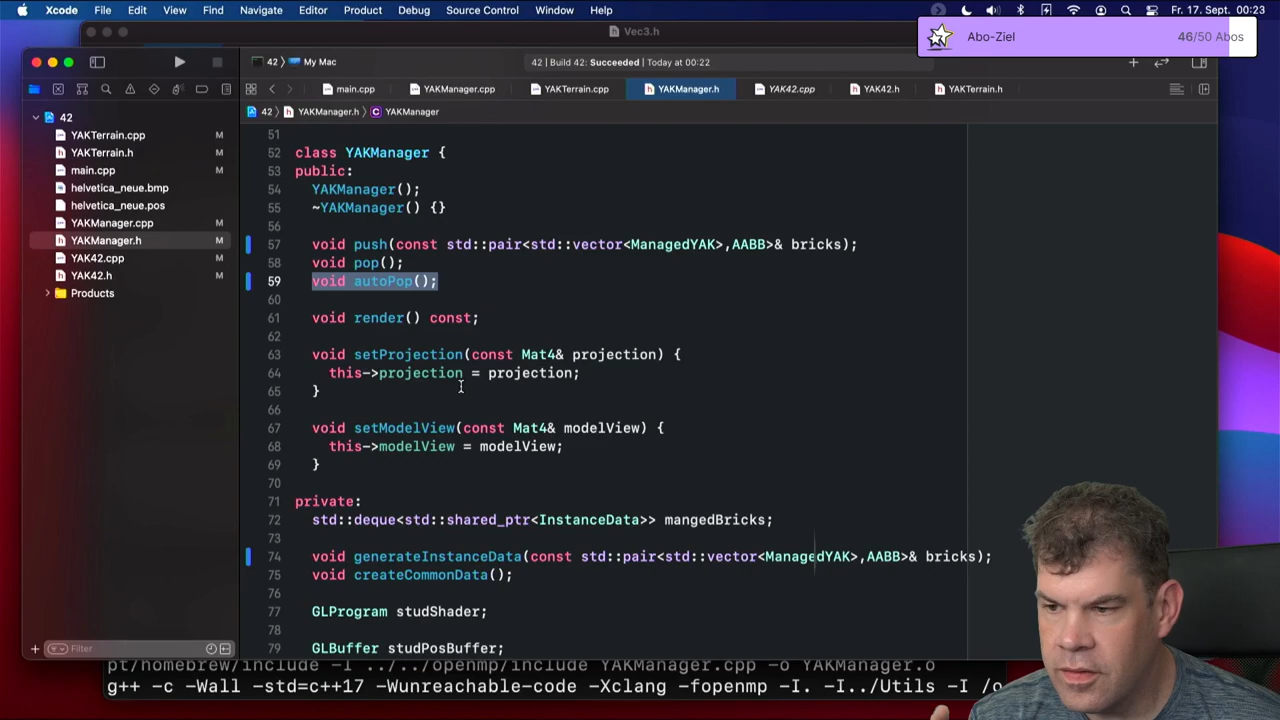 Xcode File Edit View Find Navigate Editor Product Debug Source Control Window Help Fr. 17. Sept. 00:23
Vec3.h
Abo-Ziel 46/50 Abos
42 My Mac 42 | Build 42: Succeeded | Today at 00:22
main.cpp YAKManager.cpp YAKTerrain.cpp YAKManager.h YAK42.cpp YAK42.h YAKTerrain.h
42 YAKManager.h YAKManager
42
YAKTerrain.cpp M
YAKTerrain.h M
main.cpp M
helvetica_neue.bmp
helvetica_neue.pos
YAKManager.cpp M
YAKManager.h M
YAK42.cpp M
YAK42.h M
Products
Filter
51
52 class YAKManager {
53 public:
54 YAKManager();
55 ~YAKManager() {}
56
57 void push(const std::pair<std::vector<ManagedYAK>,AABB>& bricks);
58 void pop();
59 void autoPop();
60
61 void render() const;
62
63 void setProjection(const Mat4& projection) {
64 this->projection = projection;
65 }
66
67 void setModelView(const Mat4& modelView) {
68 this->modelView = modelView;
69 }
70
71 private:
72 std::deque<std::shared_ptr<InstanceData>> mangedBricks;
73
74 void generateInstanceData(const std::pair<std::vector<ManagedYAK>,AABB>& bricks);
75 void createCommonData();
76
77 GLProgram studShader;
78
79 GLBuffer studPosBuffer;
pt/homebrew/include -I ../../openmp/include YAKManager.cpp -o YAKManager.o
g++ -c -Wall -std=c++17 -Wunreachable-code -Xclang -fopenmp -I. -I../Utils -I /o